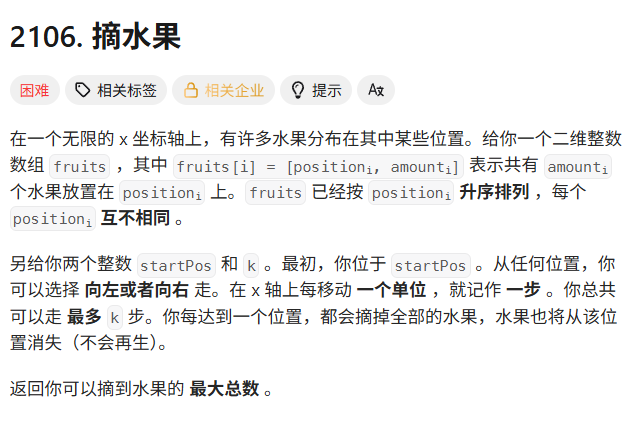 2106. 摘水果
困难 相关标签 相关企业 提示 Aあ
在一个无限的 x 坐标轴上，有许多水果分布在其中某些位置。给你一个二维整数
数组 fruits ，其中 fruits[i] = [positioni, amounti] 表示共有 amounti
个水果放置在 positioni 上。fruits 已经按 positioni 升序排列 ，每个
positioni 互不相同 。
另给你两个整数 startPos 和 k 。最初，你位于 startPos 。从任何位置，你
可以选择 向左或者向右 走。在 x 轴上每移动 一个单位 ，就记作 一步 。你总共
可以走 最多 k 步。你每达到一个位置，都会摘掉全部的水果，水果也将从该位
置消失（不会再生）。
返回你可以摘到水果的 最大总数 。